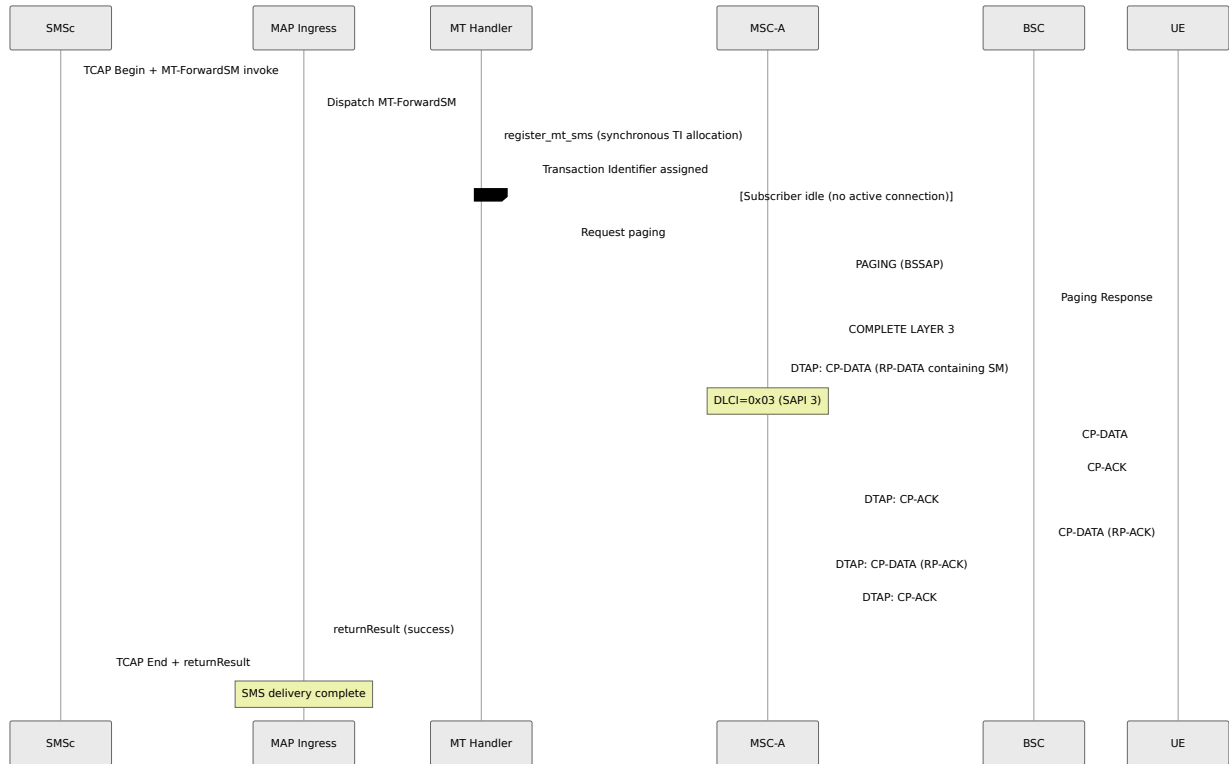 SMSc
MAP Ingress
MT Handler
MSC-A
BSC
UE
TCAP Begin + MT-ForwardSM invoke
Dispatch MT-ForwardSM
register_mt_sms (synchronous TI allocation)
Transaction Identifier assigned
[Subscriber idle (no active connection)]
Request paging
PAGING (BSSAP)
Paging Response
COMPLETE LAYER 3
DTAP: CP-DATA (RP-DATA containing SM)
DLCI=0x03 (SAPI 3)
CP-DATA
CP-ACK
DTAP: CP-ACK
CP-DATA (RP-ACK)
DTAP: CP-DATA (RP-ACK)
DTAP: CP-ACK
returnResult (success)
TCAP End + returnResult
SMS delivery complete
SMSc
MAP Ingress
MT Handler
MSC-A
BSC
UE